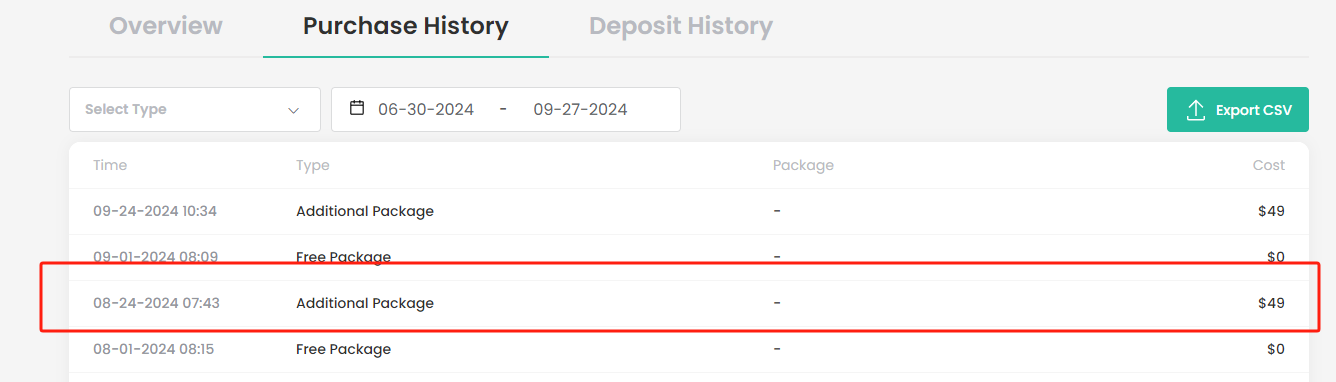 Overview Purchase History Deposit History
Select Type 06-30-2024 - 09-27-2024 Export CSV
Time Type Package Cost
09-24-2024 10:34 Additional Package - $49
09-01-2024 08:09 Free Package - $0
08-24-2024 07:43 Additional Package - $49
08-01-2024 08:15 Free Package - $0